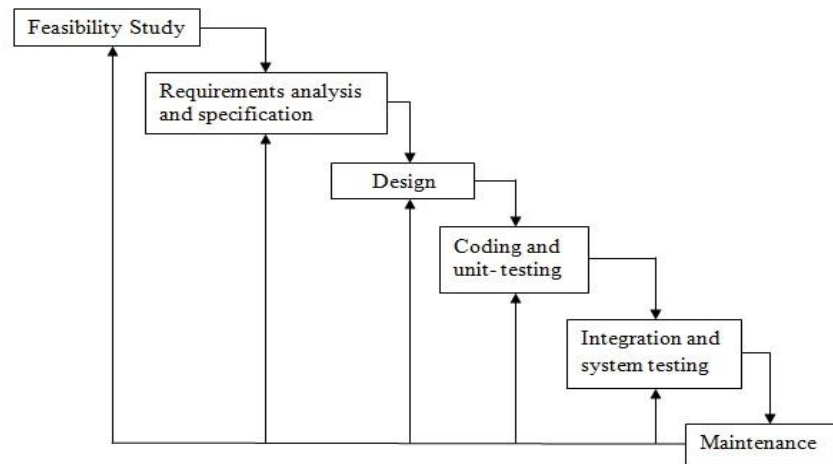 Feasibility Study
Requirements analysis
and specification
Design
Coding and
unit- testing
Integration and
system testing
Maintenance